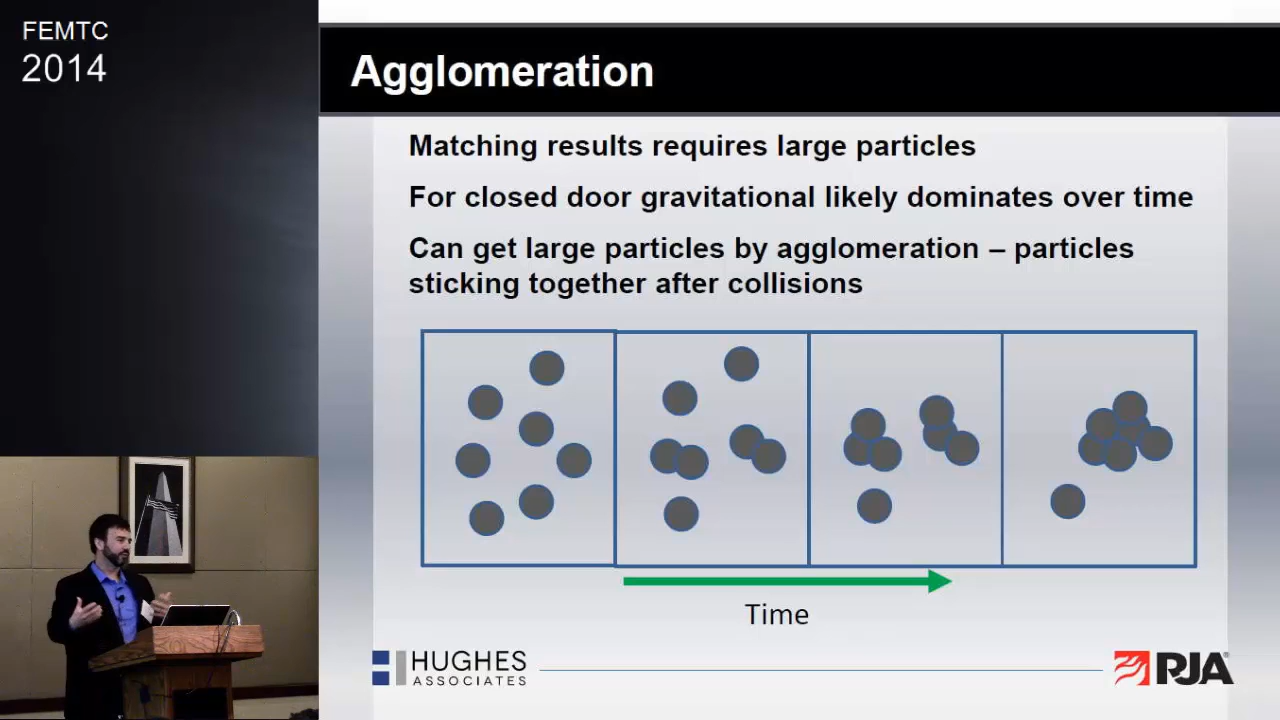 FEMTC
2014
Agglomeration
Matching results requires large particles
For closed door gravitational likely dominates over time
Can get large particles by agglomeration – particles
sticking together after collisions
Time
HUGHES
ASSOCIATES
RJA